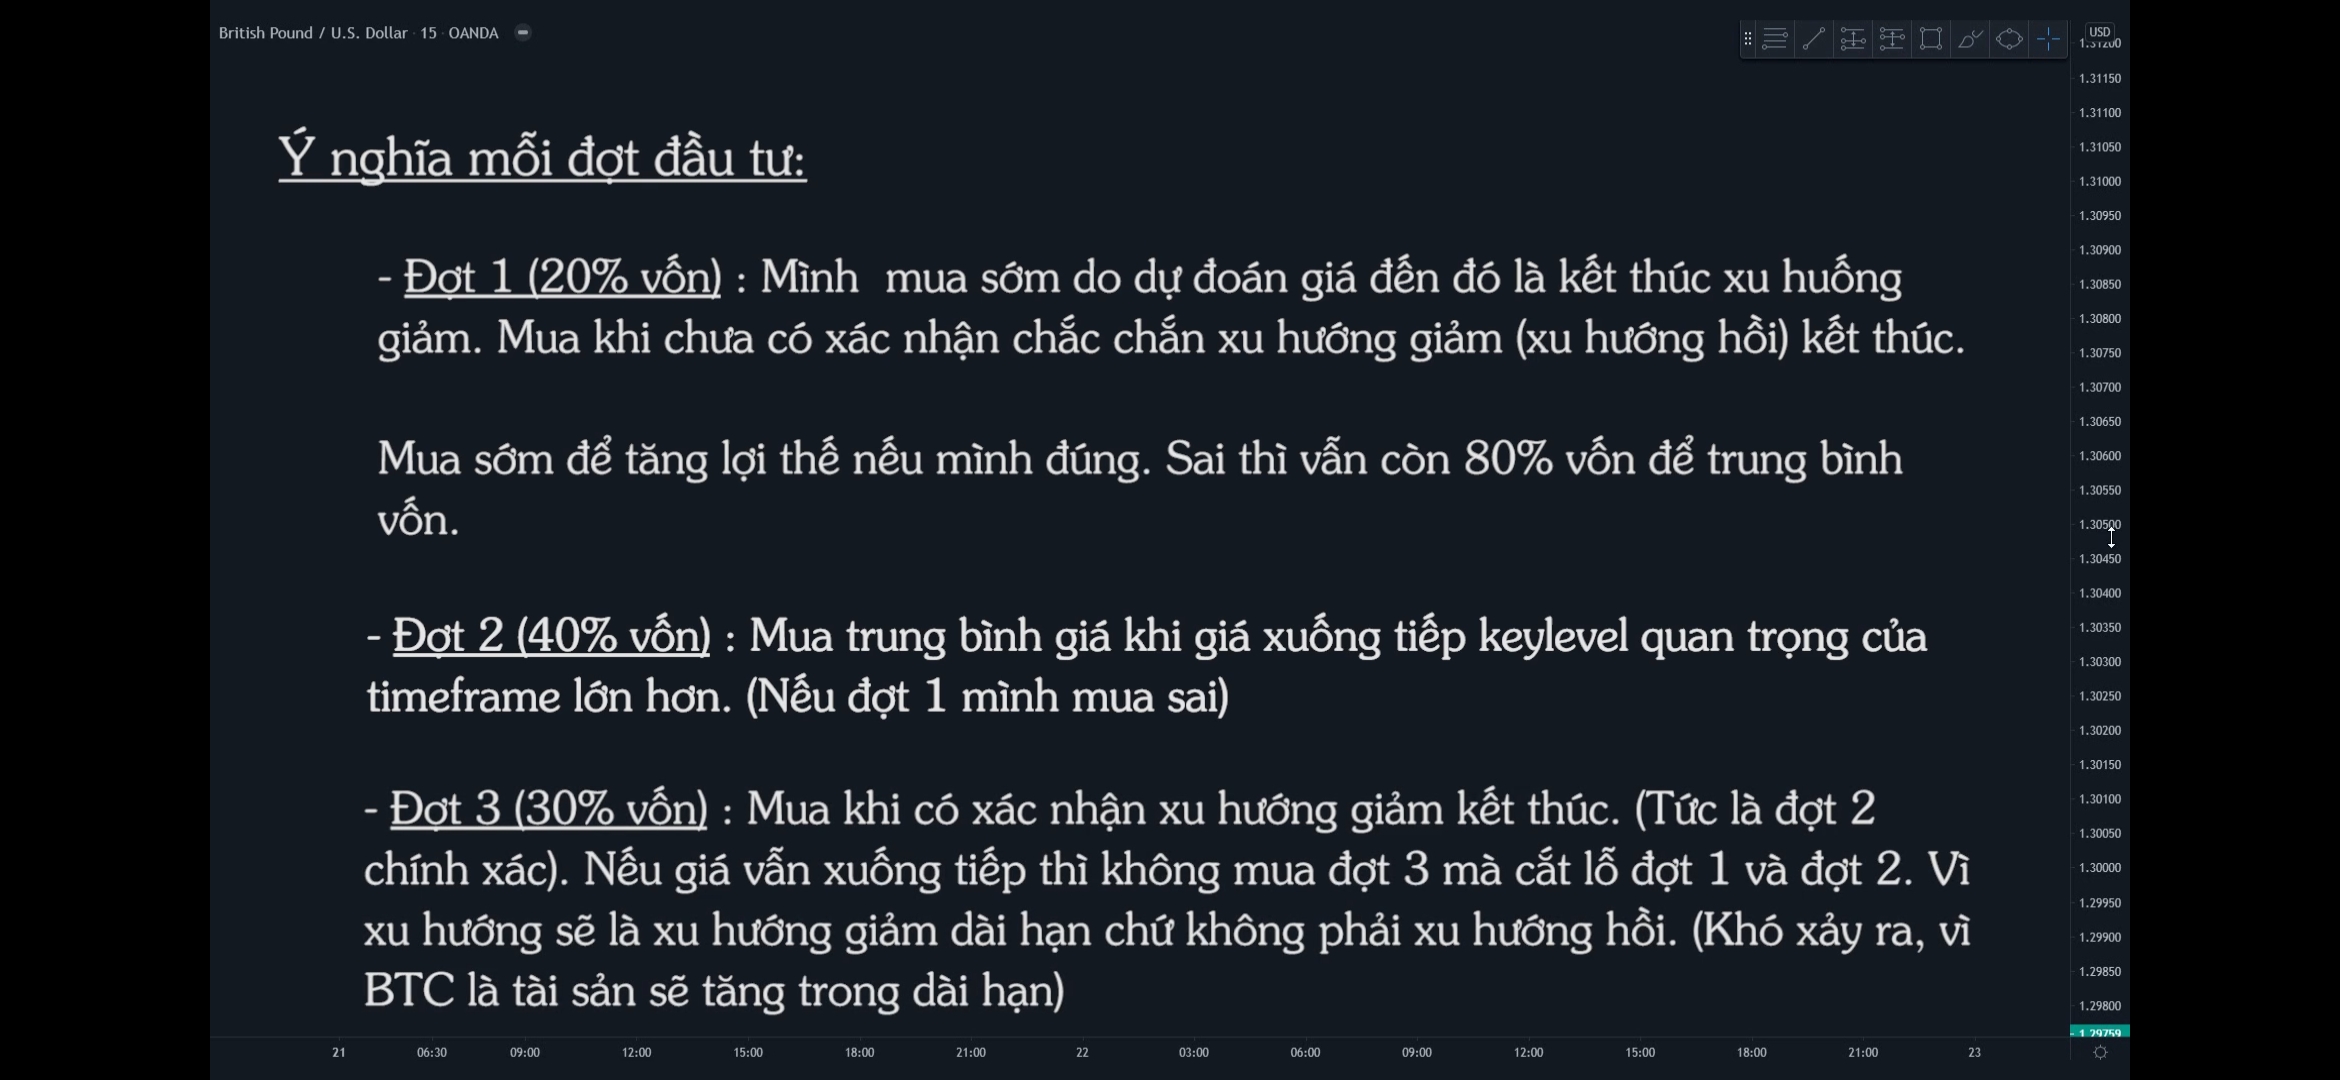 British Pound / U.S. Dollar · 15 · OANDA
USD
1.31200
1.31150
1.31100
1.31050
1.31000
1.30950
1.30900
1.30850
1.30800
1.30750
1.30700
1.30650
1.30600
1.30550
1.30500
1.30450
1.30400
1.30350
1.30300
1.30250
1.30200
1.30150
1.30100
1.30050
1.30000
1.29950
1.29900
1.29850
1.29800
1.29759
Ý nghĩa mỗi đợt đầu tư:
- Đợt 1 (20% vốn) : Mình mua sớm do dự đoán giá đến đó là kết thúc xu huống
giảm. Mua khi chưa có xác nhận chắc chắn xu hướng giảm (xu hướng hồi) kết thúc.
Mua sớm để tăng lợi thế nếu mình đúng. Sai thì vẫn còn 80% vốn để trung bình
vốn.
- Đợt 2 (40% vốn) : Mua trung bình giá khi giá xuống tiếp keylevel quan trọng của
timeframe lớn hơn. (Nếu đợt 1 mình mua sai)
- Đợt 3 (30% vốn) : Mua khi có xác nhận xu hướng giảm kết thúc. (Tức là đợt 2
chính xác). Nếu giá vẫn xuống tiếp thì không mua đợt 3 mà cắt lỗ đợt 1 và đợt 2. Vì
xu hướng sẽ là xu hướng giảm dài hạn chứ không phải xu hướng hồi. (Khó xảy ra, vì
BTC là tài sản sẽ tăng trong dài hạn)
21 06:30 09:00 12:00 15:00 18:00 21:00 22 03:00 06:00 09:00 12:00 15:00 18:00 21:00 23